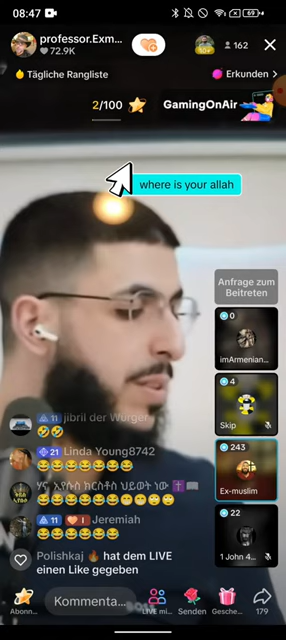 08:47
69
professor.Exm...
72.9K
162
Tägliche Rangliste
Erkunden >
2/100
GamingOnAir
where is your allah
Anfrage zum
Beitreten
0
imArmenian...
4
Skip
243
Ex-muslim
22
1 John 4...
11 jibril der Würger
🤣🤣
21 Linda Young8742
😂😂😂😂😂😂😂
ሃና ኢየሱስ ክርስቶስ ህይወት ነው ✝️📖
11 1 Jeremiah
😂😂😂😂😂😂
Polishkaj 🔥 hat dem LIVE
einen Like gegeben
Kommenta...
Abonn...
LIVE mi...
Senden
Gesche...
179